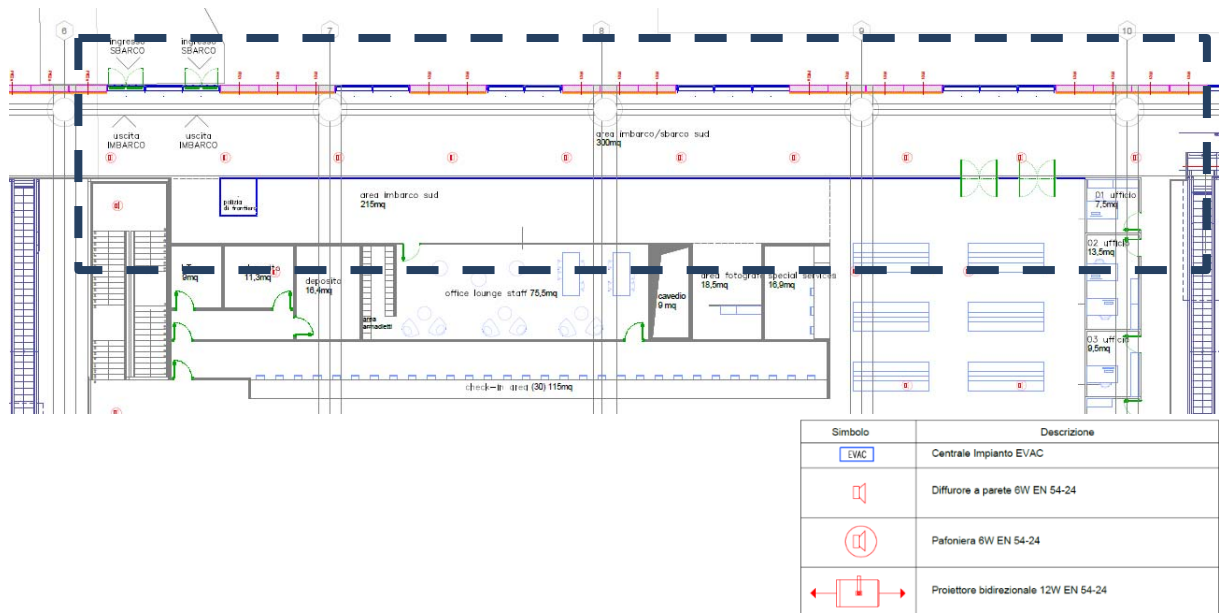 6
7
8
9
10
ingresso
SBARCO
ingresso
SBARCO
uscita
IMBARCO
uscita
IMBARCO
area imbarco/sbarco sud
300mq
polizia
di frontiera
area imbarco sud
215mq
01 ufficio
7,5mq
02 ufficio
13,5mq
9mq
11,3mq
deposito
16,4mq
office lounge staff 75,5mq
cavedio
9 mq
area fotografo
18,5mq
special services
16,9mq
area
armadietti
03 ufficio
9,5mq
check-in area (30) 115mq
Simbolo
Descrizione
EVAC
Centrale Impianto EVAC
Diffurore a parete 6W EN 54-24
Pafoniera 6W EN 54-24
Proiettore bidirezionale 12W EN 54-24